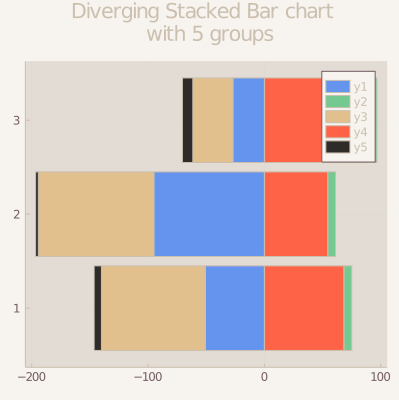 Diverging Stacked Bar chart
with 5 groups
y1
y2
y3
y4
y5
3
2
1
−200
−100
0
100